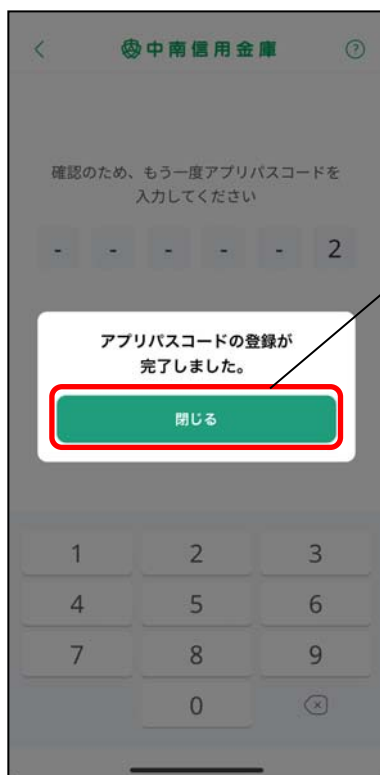 中南信用金庫
確認のため、もう一度アプリパスコードを
入力してください
- - - - - 2
アプリパスコードの登録が
完了しました。
閉じる
1 2 3
4 5 6
7 8 9
0